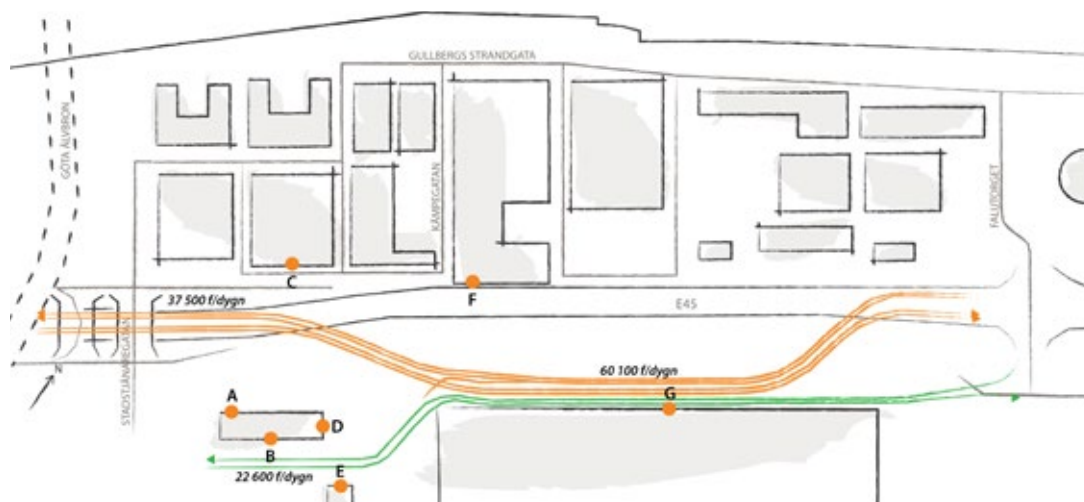 GULLBERGS STRANDGATA
GÖTA ÄLVBRON
KÄMPEGATAN
FALUTORGET
C
F
37 500 f/dygn
E45
STADSTJÄNAREGATAN
N
60 100 f/dygn
A
G
D
B
22 600 f/dygn
E